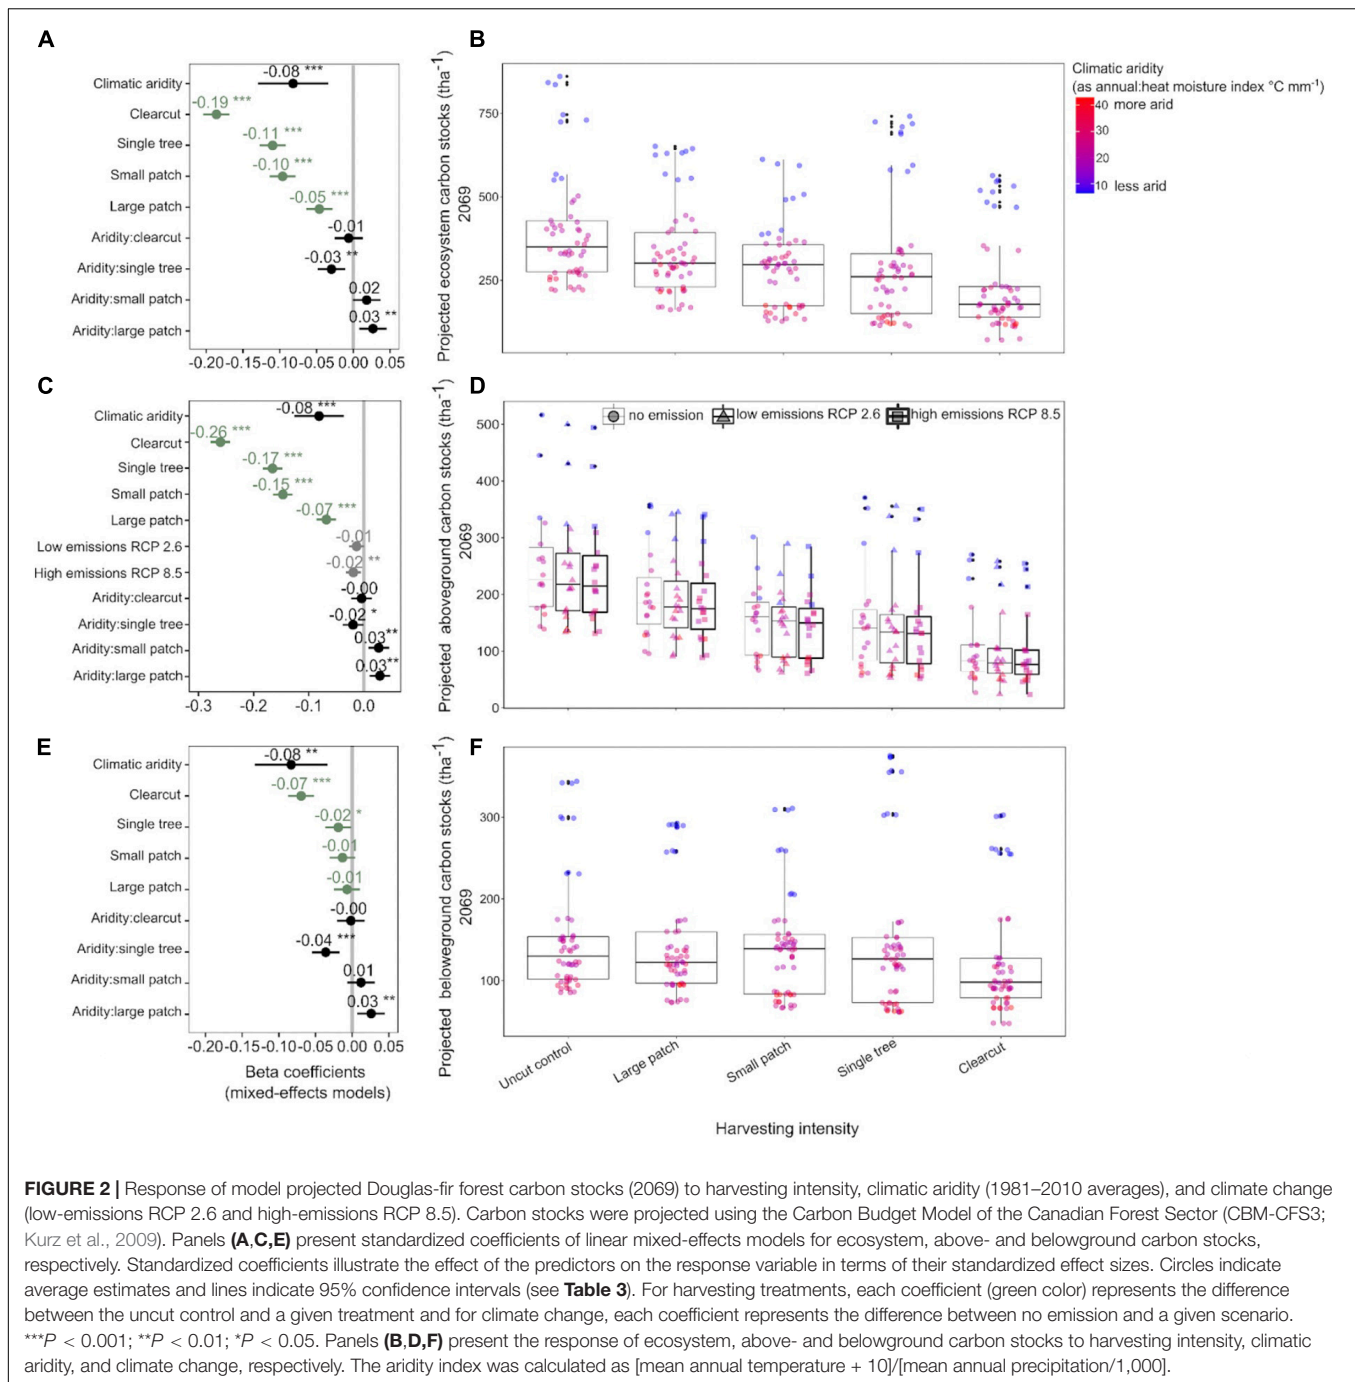 A
Climatic aridity
Clearcut
Single tree
Small patch
Large patch
Aridity:clearcut
Aridity:single tree
Aridity:small patch
Aridity:large patch
-0.08 ***
-0.19 ***
-0.11 ***
-0.10 ***
-0.05 ***
-0.01
-0.03 **
0.02
0.03 **
-0.20 -0.15 -0.10 -0.05 0.00 0.05
B
Projected ecosystem carbon stocks (tha-1)
2069
750
500
250
Climatic aridity
(as annual:heat moisture index °C mm-1)
40 more arid
30
20
10 less arid
C
Climatic aridity
Clearcut
Single tree
Small patch
Large patch
Low emissions RCP 2.6
High emissions RCP 8.5
Aridity:clearcut
Aridity:single tree
Aridity:small patch
Aridity:large patch
-0.08 ***
-0.26 ***
-0.17 ***
-0.15 ***
-0.07 ***
-0.01
-0.02 **
-0.00
-0.02 *
0.03**
0.03**
-0.3 -0.2 -0.1 0.0
D
Projected aboveground carbon stocks (tha-1)
2069
500
400
300
200
100
0
no emission low emissions RCP 2.6 high emissions RCP 8.5
E
Climatic aridity
Clearcut
Single tree
Small patch
Large patch
Aridity:clearcut
Aridity:single tree
Aridity:small patch
Aridity:large patch
-0.08 **
-0.07 ***
-0.02 *
-0.01
-0.01
-0.00
-0.04 ***
0.01
0.03 **
-0.20 -0.15 -0.10 -0.05 0.00 0.05
Beta coefficients
(mixed-effects models)
F
Projected beloweground carbon stocks (tha-1)
2069
300
200
100
Uncut control
Large patch
Small patch
Single tree
Clearcut
Harvesting intensity
FIGURE 2 | Response of model projected Douglas-fir forest carbon stocks (2069) to harvesting intensity, climatic aridity (1981–2010 averages), and climate change
(low-emissions RCP 2.6 and high-emissions RCP 8.5). Carbon stocks were projected using the Carbon Budget Model of the Canadian Forest Sector (CBM-CFS3;
Kurz et al., 2009). Panels (A,C,E) present standardized coefficients of linear mixed-effects models for ecosystem, above- and belowground carbon stocks,
respectively. Standardized coefficients illustrate the effect of the predictors on the response variable in terms of their standardized effect sizes. Circles indicate
average estimates and lines indicate 95% confidence intervals (see Table 3). For harvesting treatments, each coefficient (green color) represents the difference
between the uncut control and a given treatment and for climate change, each coefficient represents the difference between no emission and a given scenario.
***P < 0.001; **P < 0.01; *P < 0.05. Panels (B,D,F) present the response of ecosystem, above- and belowground carbon stocks to harvesting intensity, climatic
aridity, and climate change, respectively. The aridity index was calculated as [mean annual temperature + 10]/[mean annual precipitation/1,000].